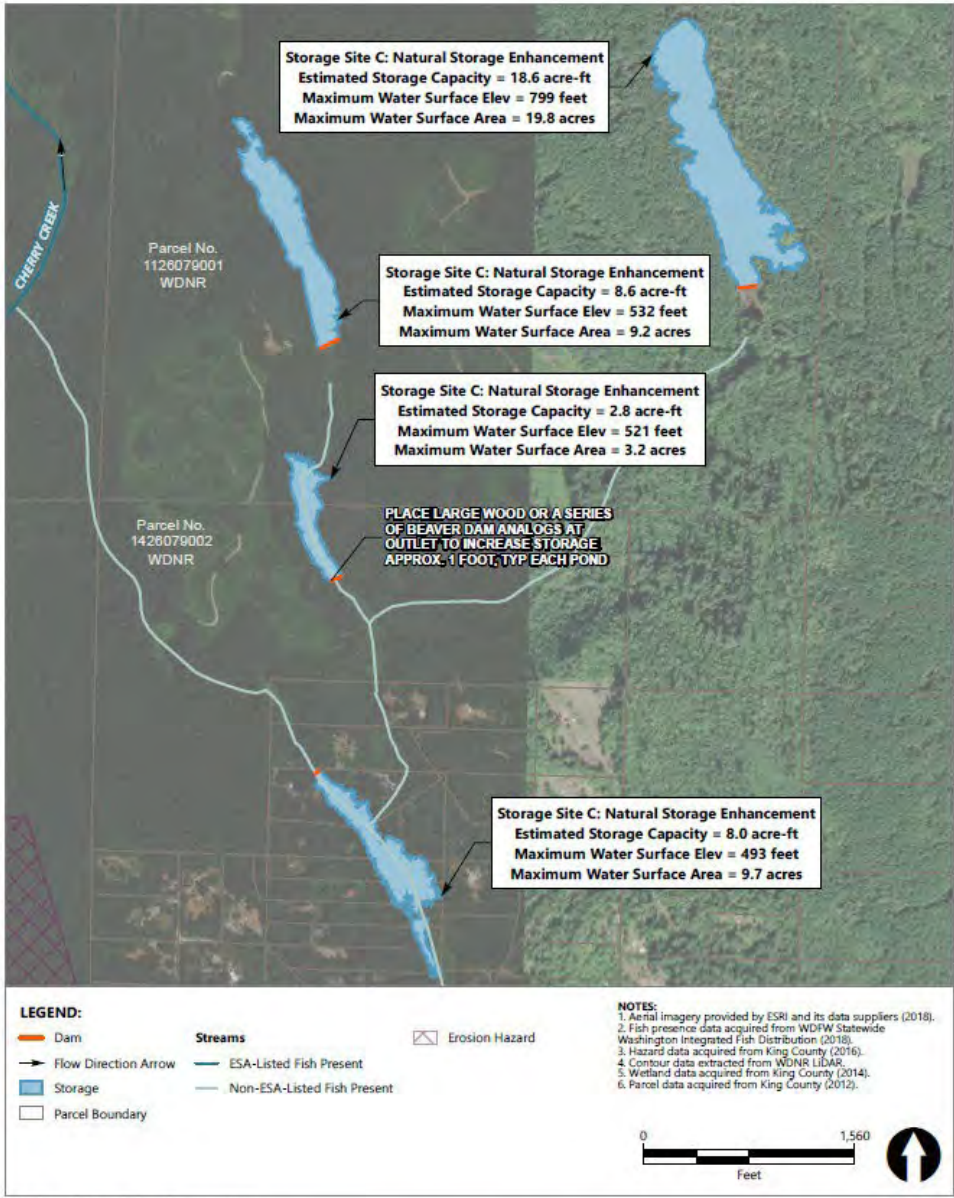 Storage Site C: Natural Storage Enhancement
Estimated Storage Capacity = 18.6 acre-ft
Maximum Water Surface Elev = 799 feet
Maximum Water Surface Area = 19.8 acres
CHERRY CREEK
Parcel No.
1126079001
WDNR
Storage Site C: Natural Storage Enhancement
Estimated Storage Capacity = 8.6 acre-ft
Maximum Water Surface Elev = 532 feet
Maximum Water Surface Area = 9.2 acres
Storage Site C: Natural Storage Enhancement
Estimated Storage Capacity = 2.8 acre-ft
Maximum Water Surface Elev = 521 feet
Maximum Water Surface Area = 3.2 acres
Parcel No.
1426079002
WDNR
PLACE LARGE WOOD OR A SERIES
OF BEAVER DAM ANALOGS AT
OUTLET TO INCREASE STORAGE
APPROX. 1 FOOT, TYP EACH POND
Storage Site C: Natural Storage Enhancement
Estimated Storage Capacity = 8.0 acre-ft
Maximum Water Surface Elev = 493 feet
Maximum Water Surface Area = 9.7 acres
LEGEND:
Dam
Flow Direction Arrow
Storage
Parcel Boundary
Streams
ESA-Listed Fish Present
Non-ESA-Listed Fish Present
Erosion Hazard
NOTES:
1. Aerial imagery provided by ESRI and its data suppliers (2018).
2. Fish presence data acquired from WDFW Statewide
Washington Integrated Fish Distribution (2018).
3. Hazard data acquired from King County (2016).
4. Contour data extracted from WDNR LiDAR.
5. Wetland data acquired from King County (2014).
6. Parcel data acquired from King County (2012).
0 1,560
Feet